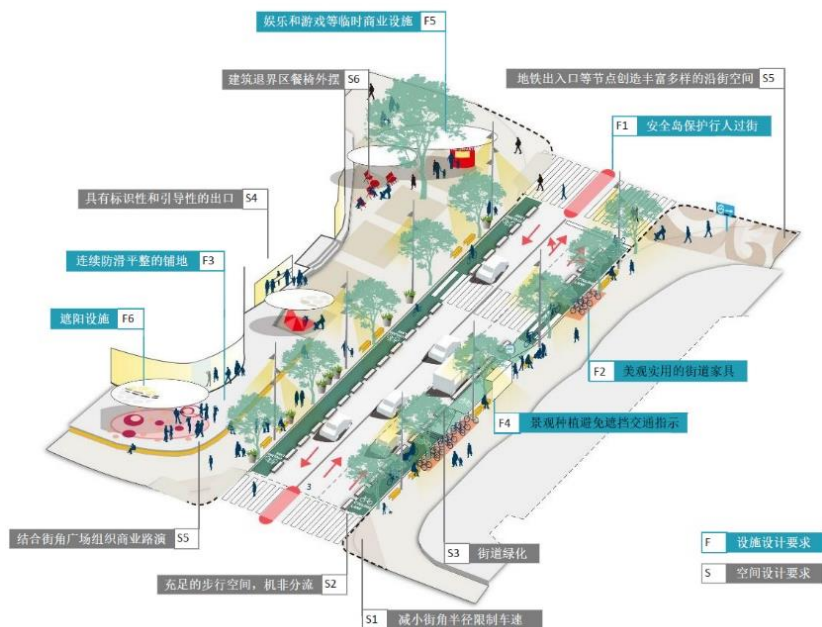 娱乐和游戏等临时商业设施 F5
建筑退界区餐椅外摆 S6
地铁出入口等节点创造丰富多样的沿街空间 S5
F1 安全岛保护行人过街
具有标识性和引导性的出口 S4
连续防滑平整的铺地 F3
遮阳设施 F6
F2 美观实用的街道家具
F4 景观种植避免遮挡交通指示
3
结合街角广场组织商业路演 S5
S3 街道绿化
充足的步行空间，机非分流 S2
S1 减小街角半径限制车速
F 设施设计要求
S 空间设计要求